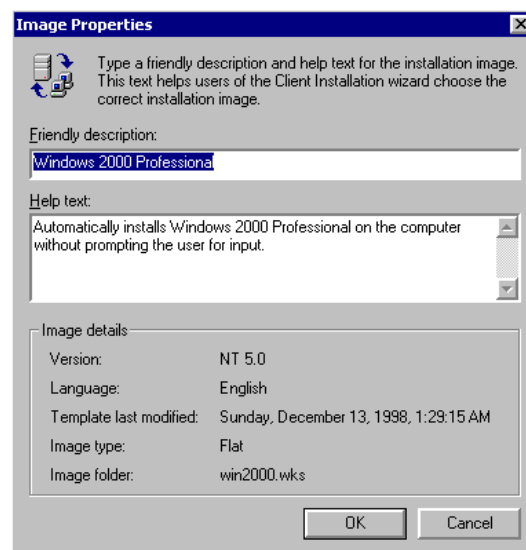 Image Properties
Type a friendly description and help text for the installation image.
This text helps users of the Client Installation wizard choose the
correct installation image.
Friendly description:
Windows 2000 Professional
Help text:
Automatically installs Windows 2000 Professional on the computer
without prompting the user for input.
Image details
Version: NT 5.0
Language: English
Template last modified: Sunday, December 13, 1998, 1:29:15 AM
Image type: Flat
Image folder: win2000.wks
OK Cancel